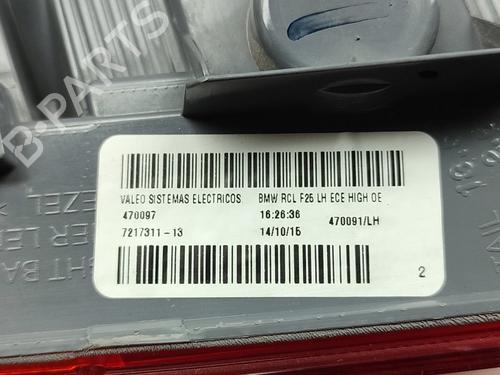 B-PARTS
VALEO SISTEMAS ELECTRICOS BMW RCL F25 LH ECE HIGH OE
470097 16:26:36 470091/LH
7217311-13 14/10/15
2